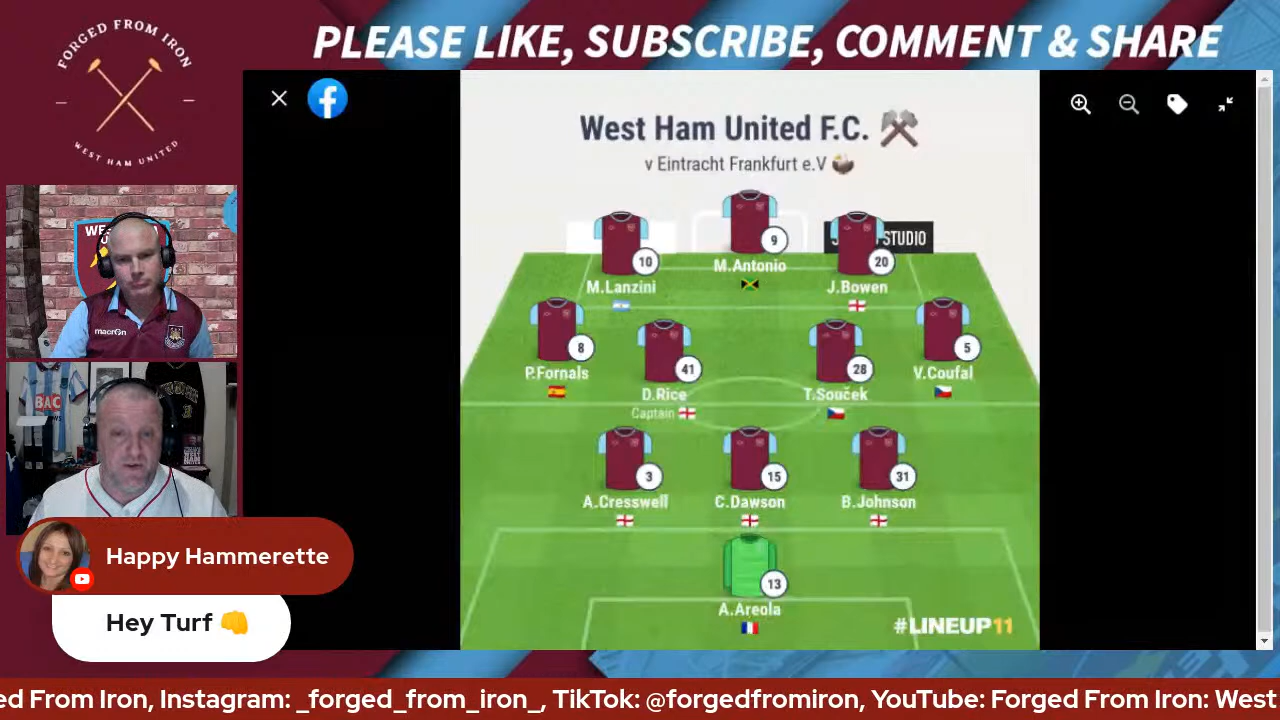 FORGED FROM IRON
WEST HAM UNITED
PLEASE LIKE, SUBSCRIBE, COMMENT & SHARE
West Ham United F.C.
v Eintracht Frankfurt e.V
STUDIO
9
M.Antonio
10
M.Lanzini
20
J.Bowen
8
P.Fornals
5
V.Coufal
41
D.Rice
Captain
28
T.Souček
3
A.Cresswell
15
C.Dawson
31
B.Johnson
13
A.Areola
#LINEUP11
macron
BAC
Happy Hammerette
Hey Turf 👊
ed From Iron, Instagram: _forged_from_iron_, TikTok: @forgedfromiron, YouTube: Forged From Iron: West